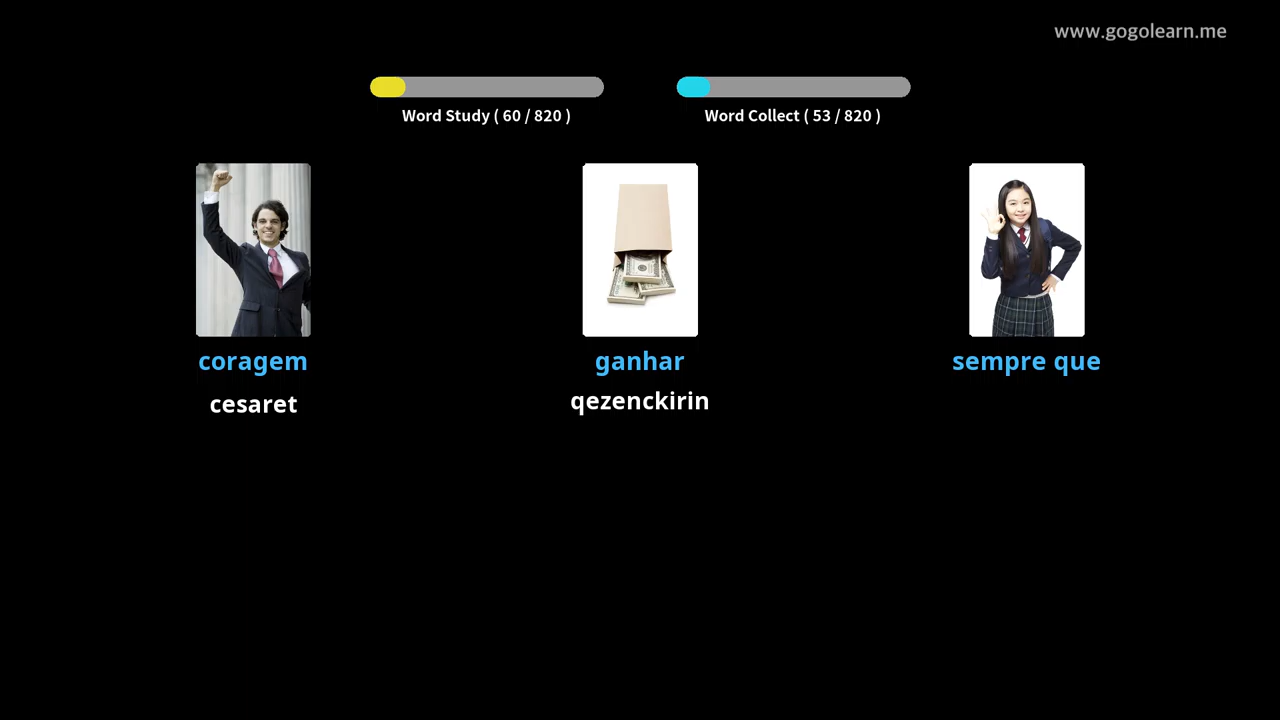 www.gogolearn.me
Word Study ( 60 / 820 )
Word Collect ( 53 / 820 )
coragem
ganhar
sempre que
cesaret
qezenckirin